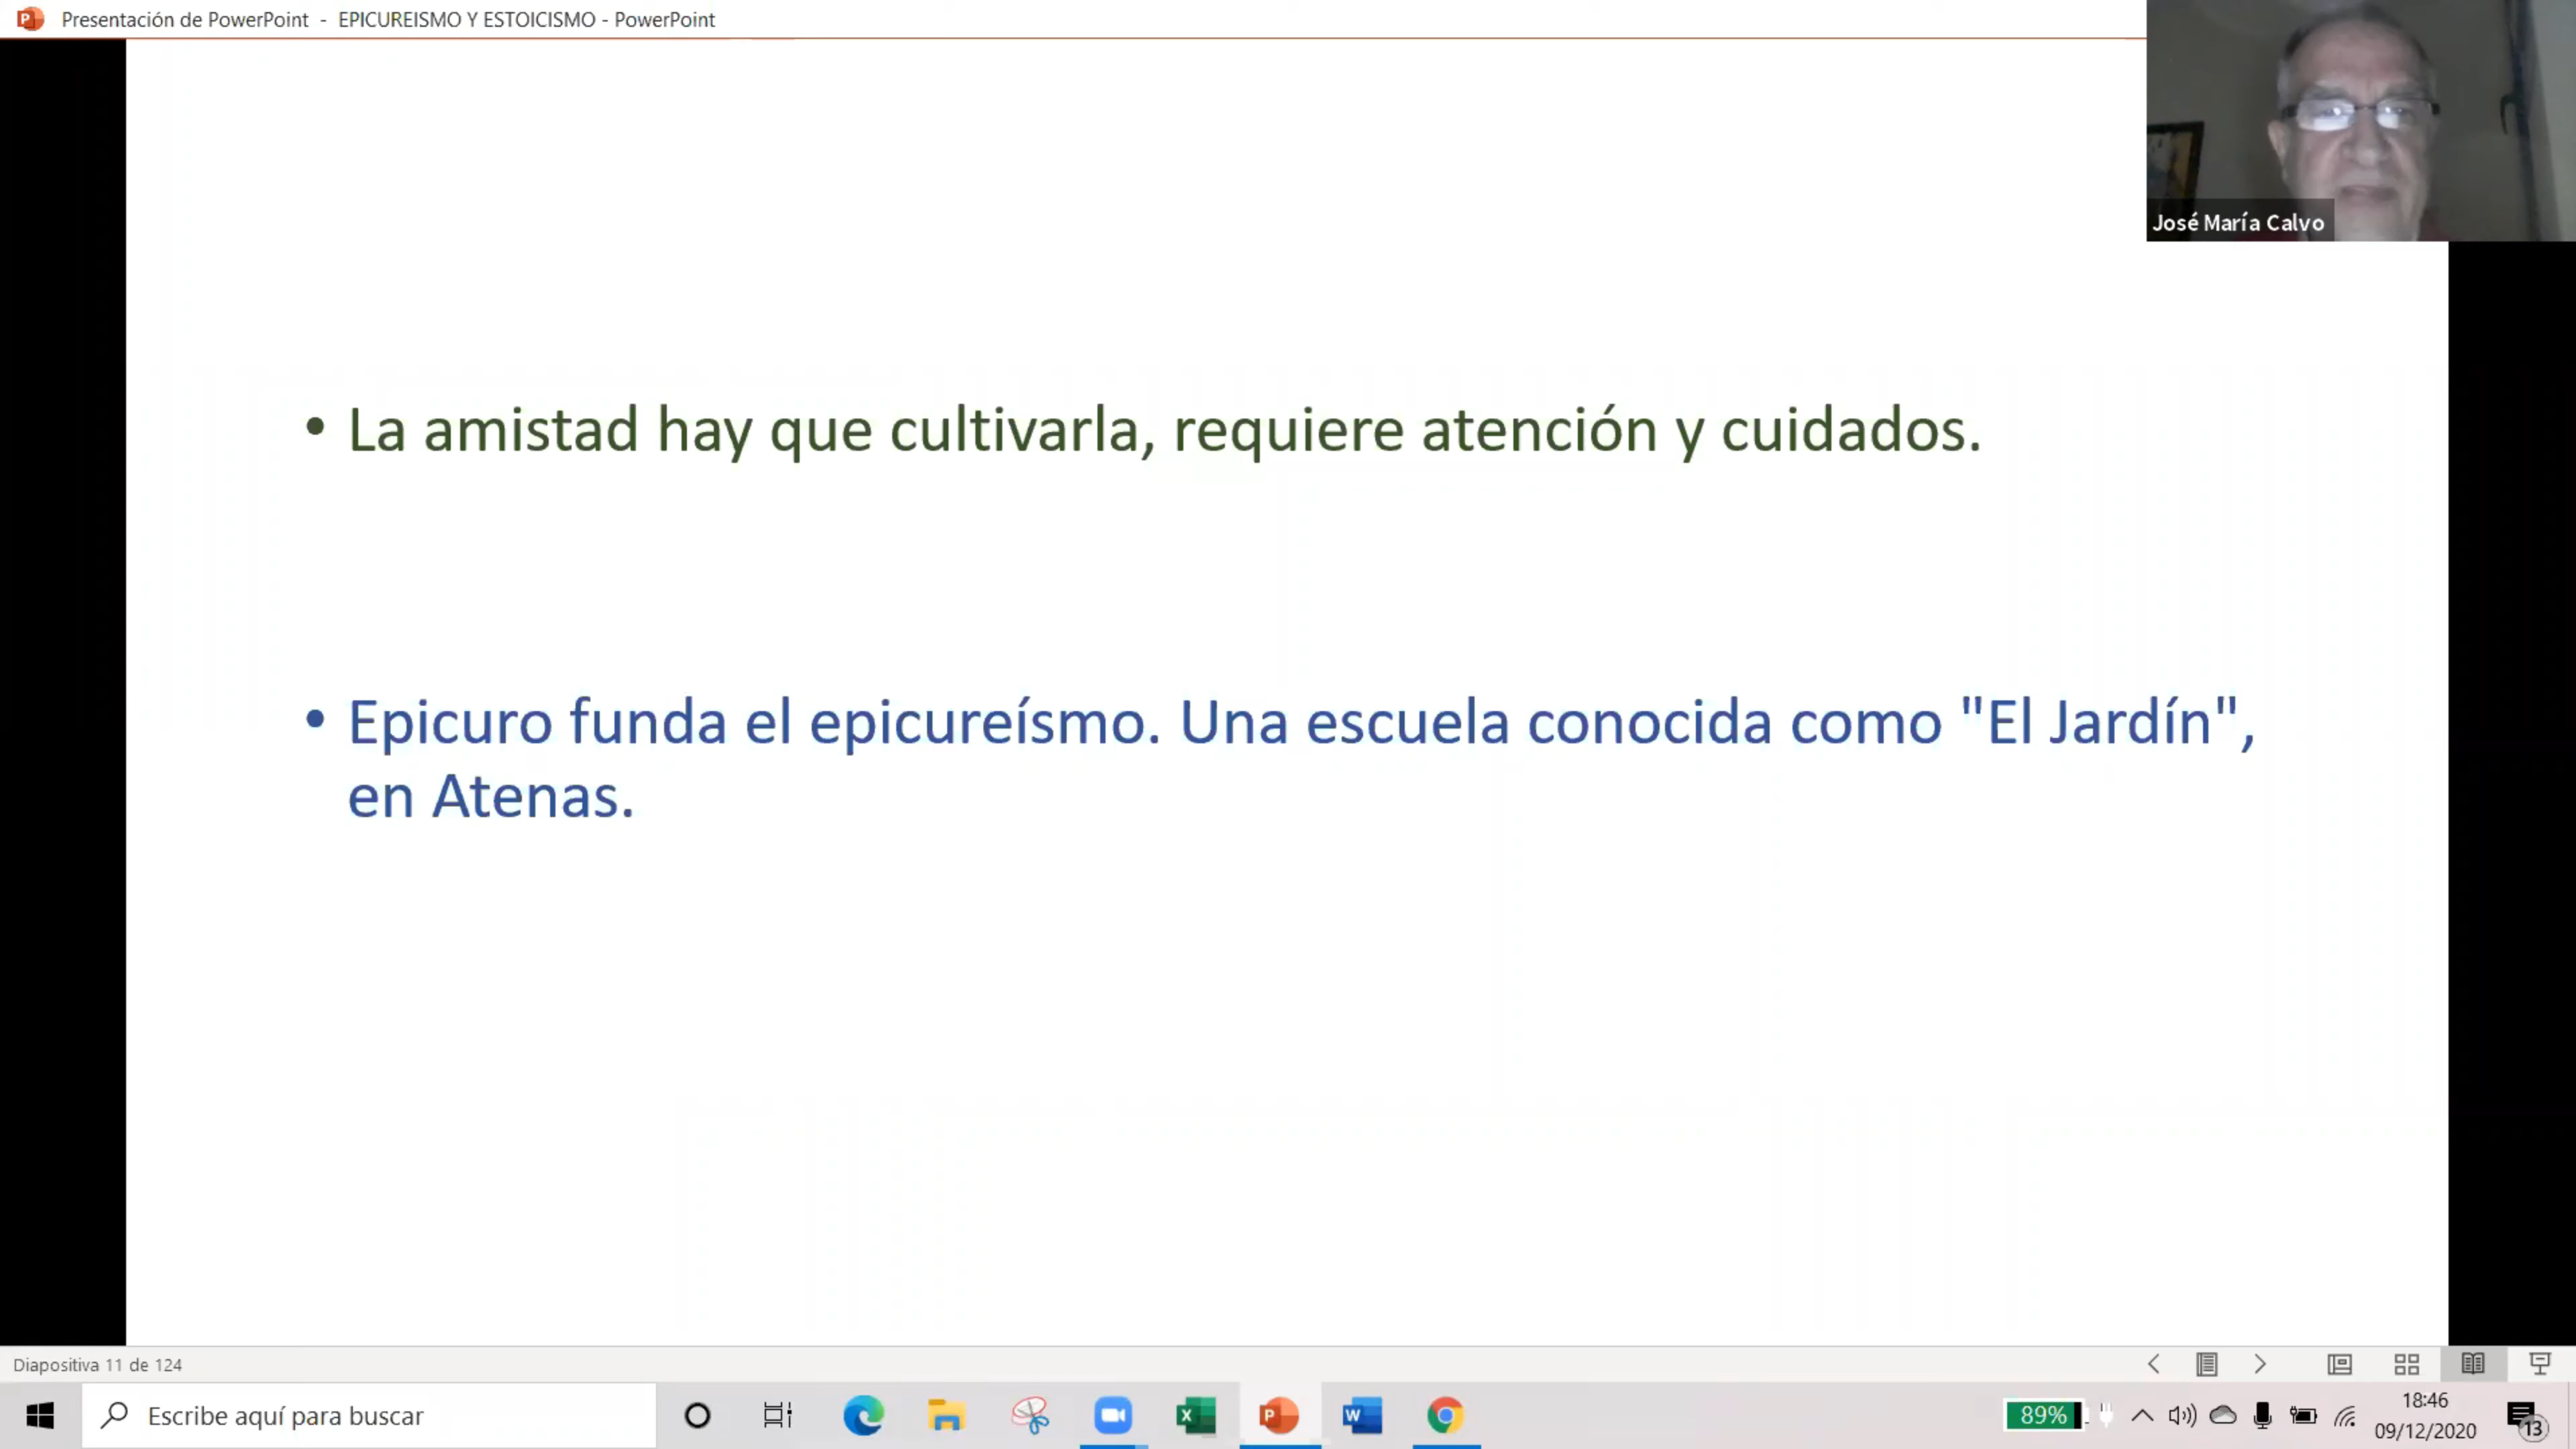 Presentación de PowerPoint - EPICUREISMO Y ESTOICISMO - PowerPoint
José María Calvo
• La amistad hay que cultivarla, requiere atención y cuidados.
• Epicuro funda el epicureísmo. Una escuela conocida como "El Jardín",
en Atenas.
Diapositiva 11 de 124
Escribe aquí para buscar
89%
18:46
09/12/2020
13